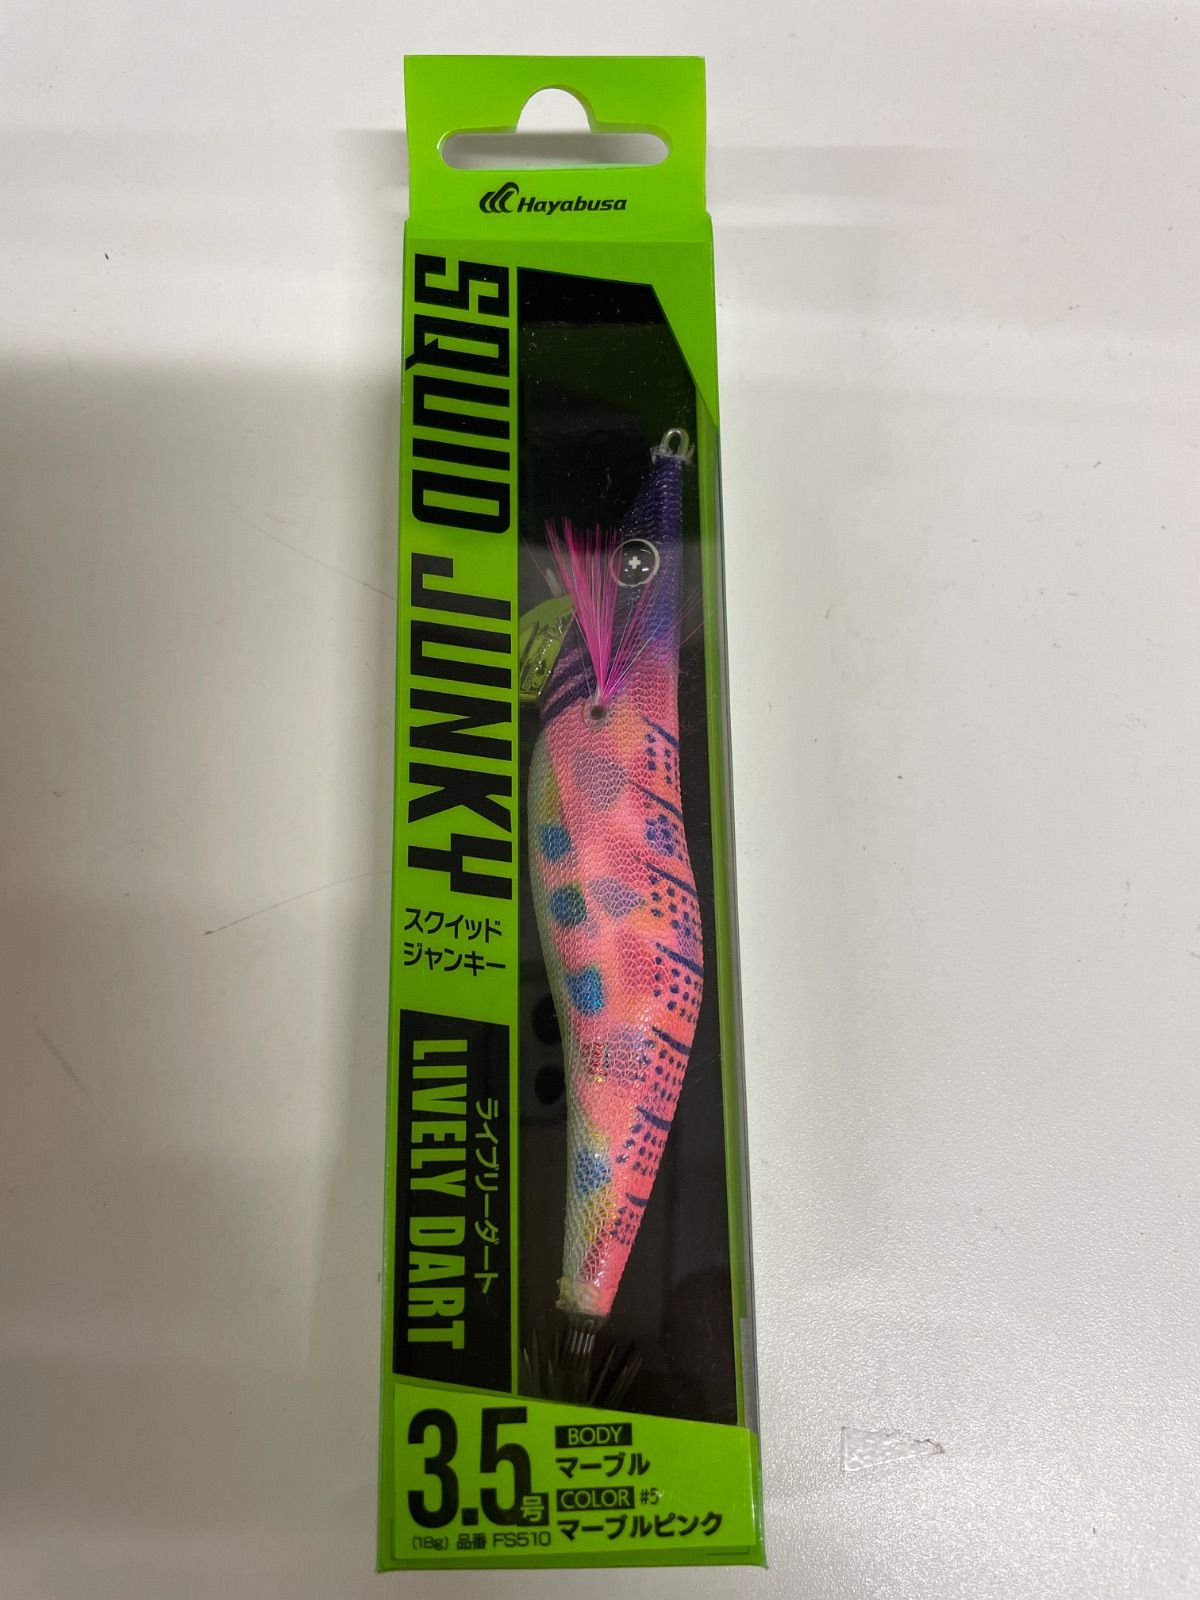 Hayabusa
SQUID JUNKY
スクイッド
ジャンキー
ライブリーダート
LIVELY DART
3.5号
BODY
マーブル
COLOR #5
マーブルピンク
(18g) 品番 FS510